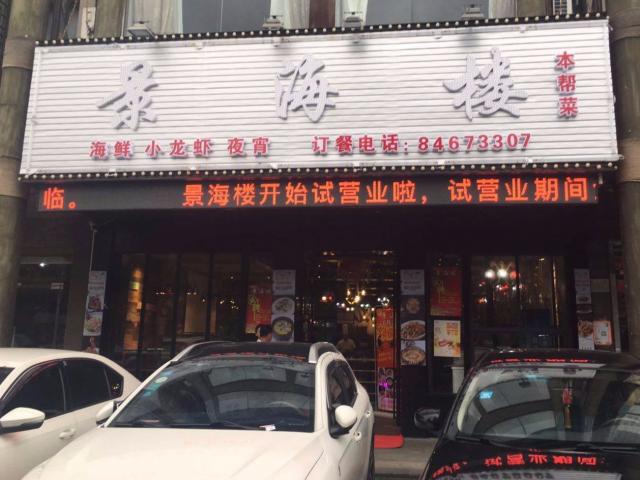 景海楼
本帮菜
海鲜 小龙虾 夜宵 订餐电话:84673307
临。 景海楼开始试营业啦，试营业期间